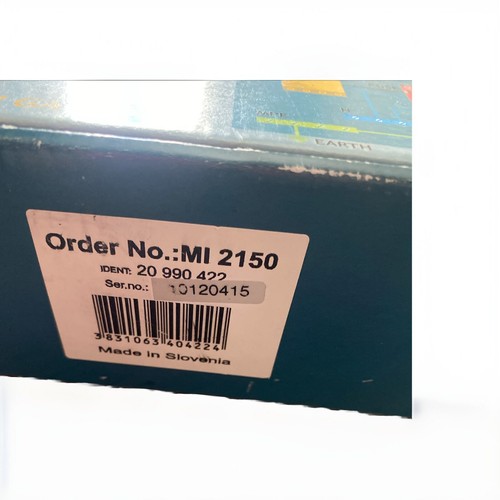 EARTH
Order No.:MI 2150
IDENT: 20 990 422
Ser.no.: 10120415
3831063404224
Made in Slovenia